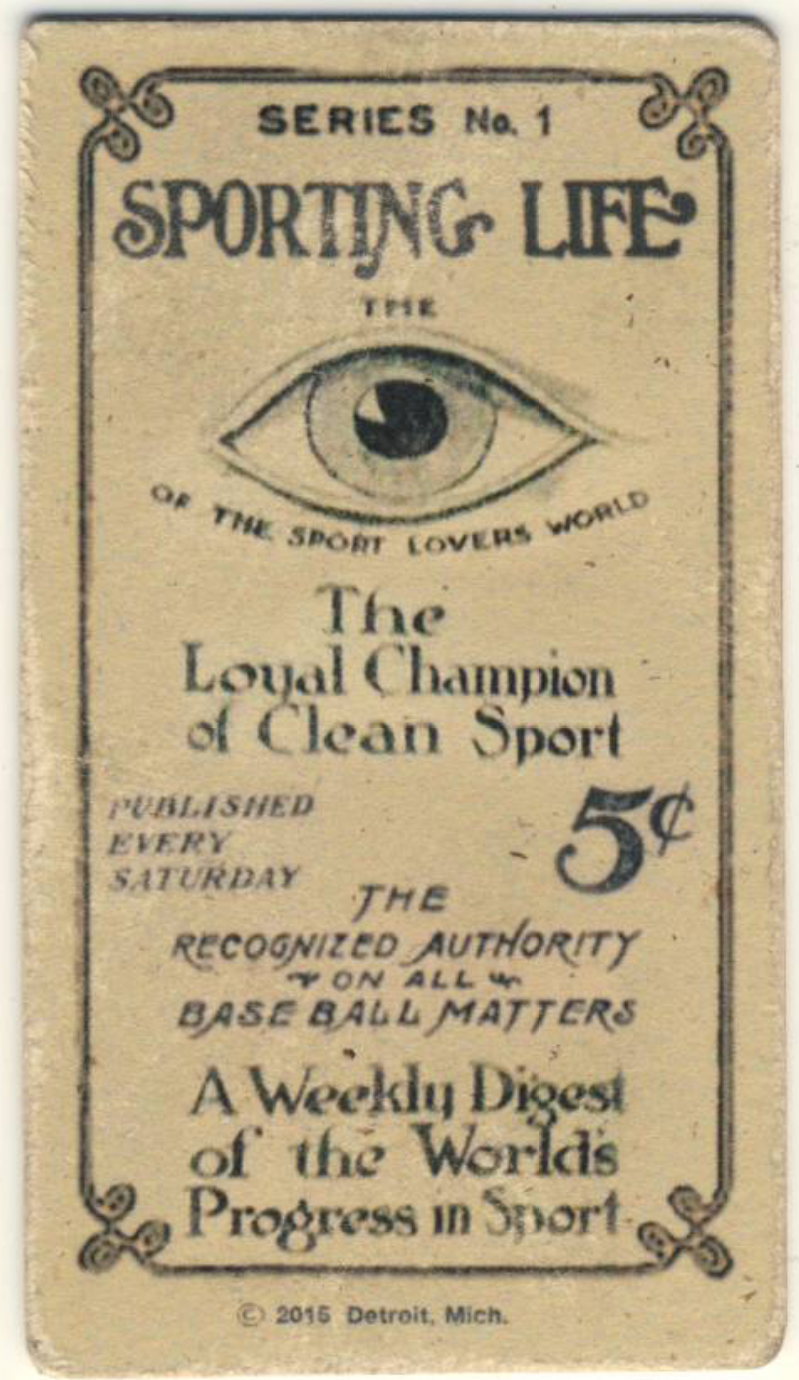 SERIES No. 1
SPORTING LIFE
THE
OF THE SPORT LOVERS WORLD
The
Loyal Champion
of Clean Sport
PUBLISHED
EVERY
SATURDAY
5¢
THE
RECOGNIZED AUTHORITY
ON ALL
BASE BALL MATTERS
A Weekly Digest
of the World's
Progress in Sport
© 2015 Detroit, Mich.